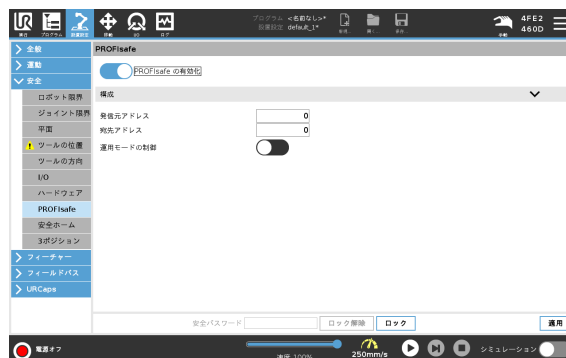 実行 プログラム 設置設定 移動 I/O ログ
プログラム <名前なし>*
設置設定 default_1*
新規... 開く... 保存...
手動
4FE2
460D
全般
運動
安全
ロボット限界
ジョイント限界
平面
ツールの位置
ツールの方向
I/O
ハードウェア
PROFIsafe
安全ホーム
3ポジション
フィーチャー
フィールドバス
URCaps
PROFIsafe
PROFIsafe の有効化
構成
発信元アドレス 0
宛先アドレス 0
運用モードの制御
安全パスワード ロック解除 ロック 適用
電源オフ
速度 100%
250mm/s
シミュレーション